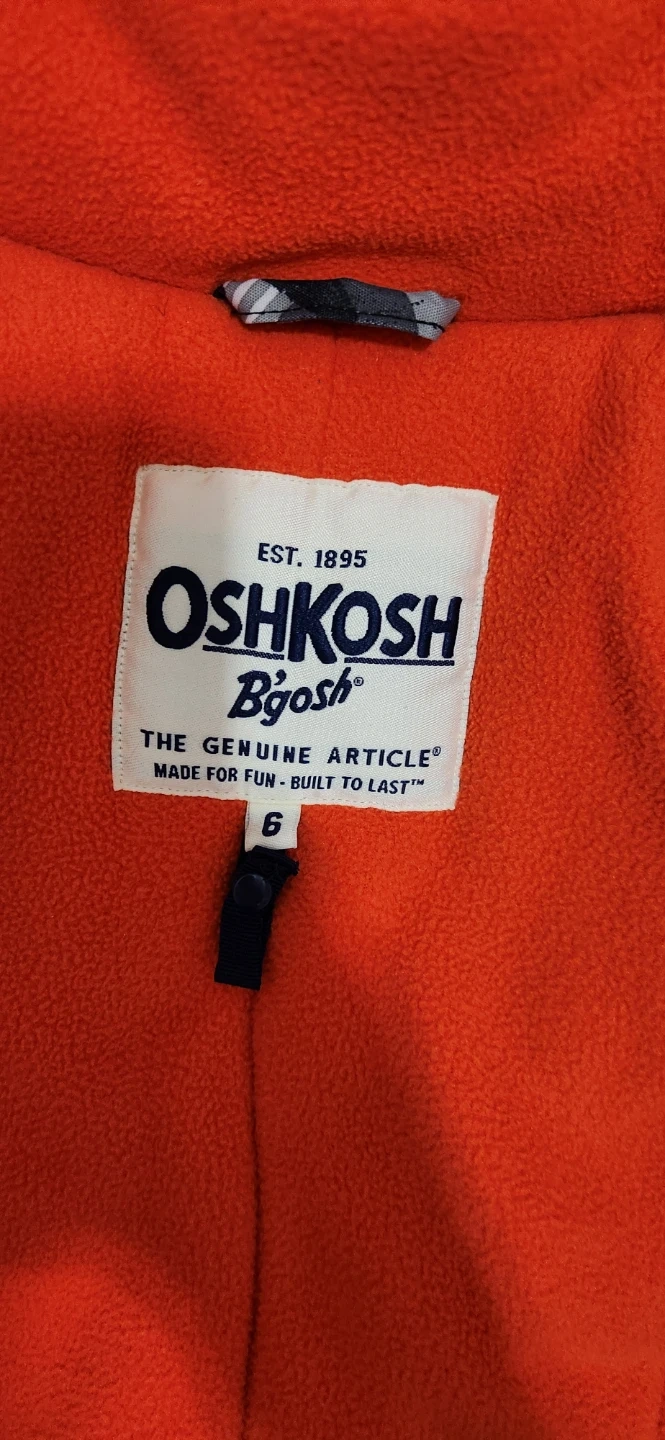 EST. 1895
OSHKOSH
B'gosh®
THE GENUINE ARTICLE®
MADE FOR FUN - BUILT TO LAST™
6